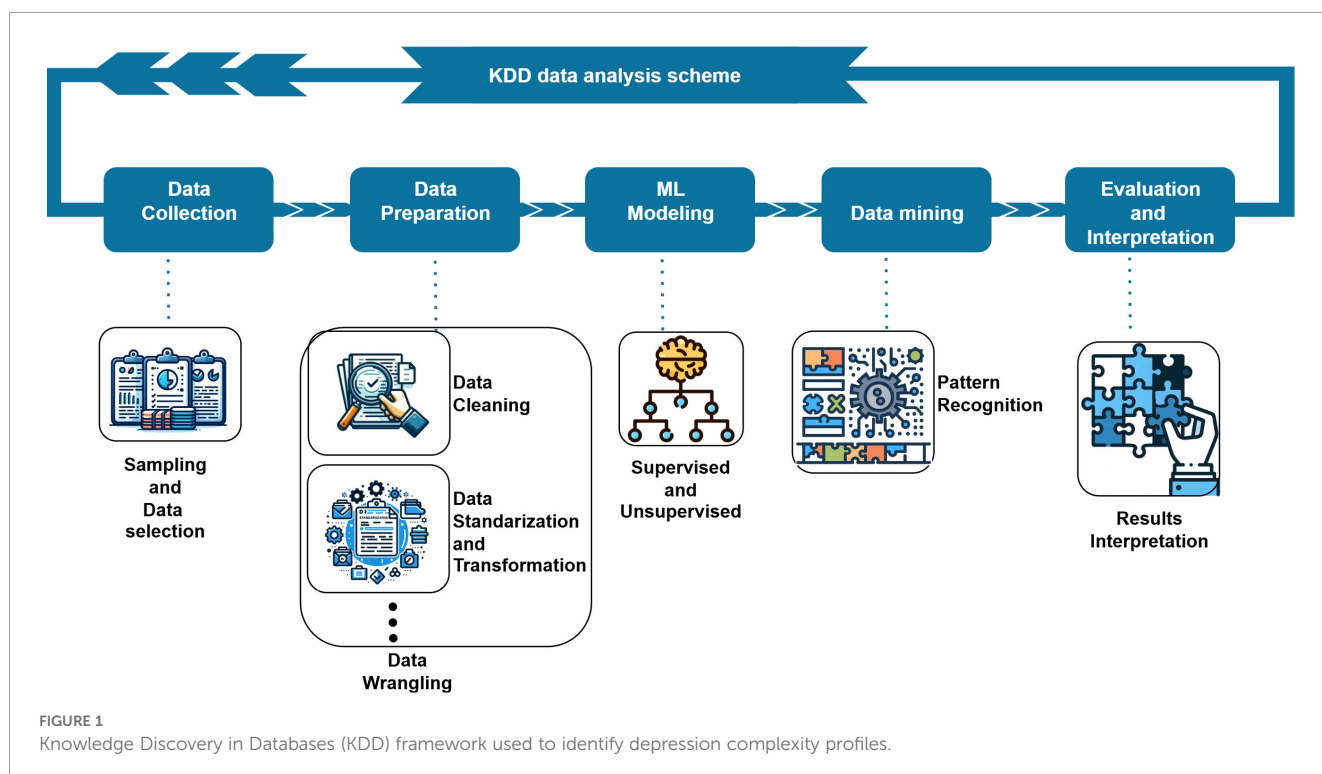 KDD data analysis scheme
Data
Collection
Data
Preparation
ML
Modeling
Data mining
Evaluation
and
Interpretation
Sampling
and
Data
selection
Data
Cleaning
Data
Standarization
and
Transformation
Data
Wrangling
Supervised
and
Unsupervised
Pattern
Recognition
Results
Interpretation
FIGURE 1
Knowledge Discovery in Databases (KDD) framework used to identify depression complexity profiles.